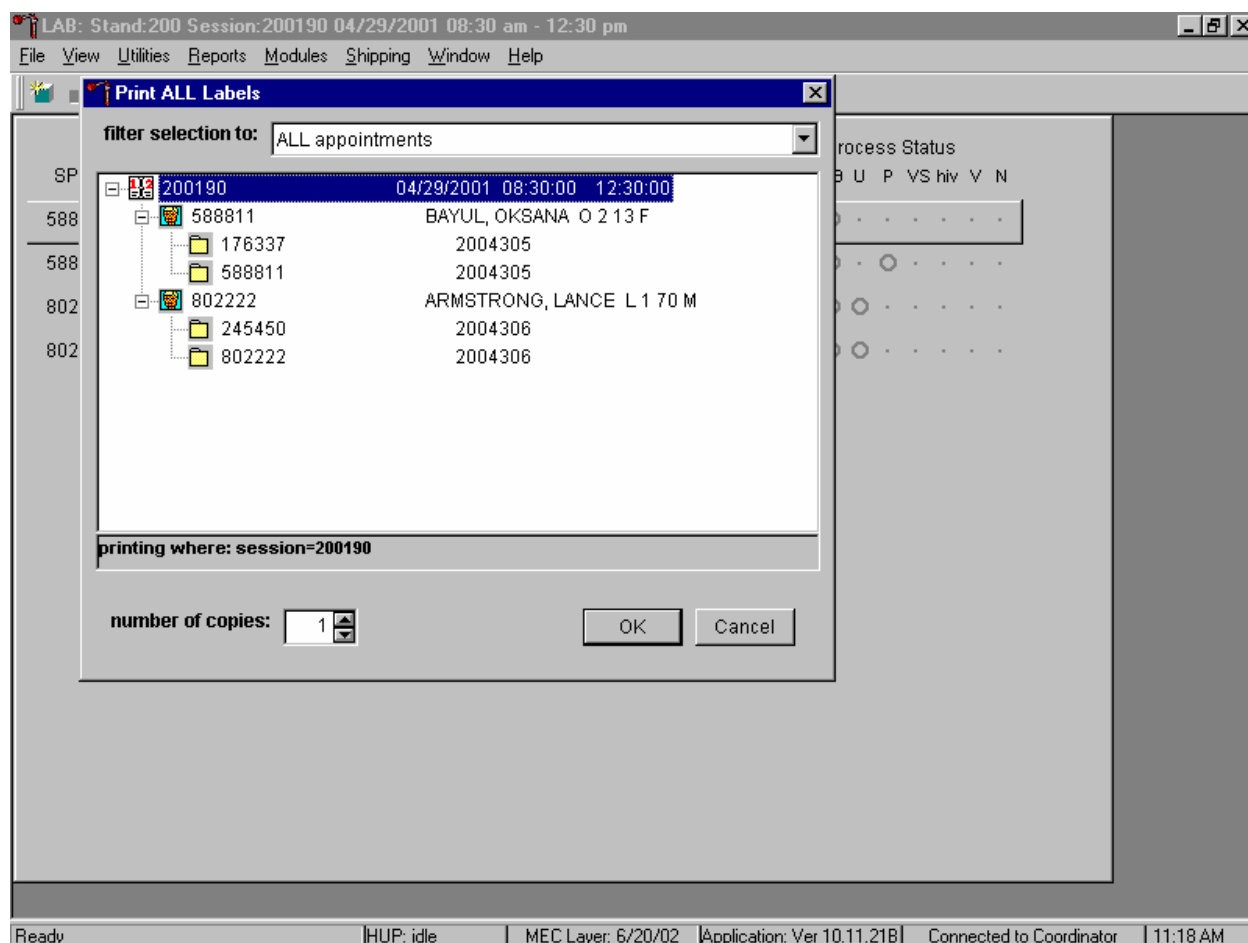 LAB: Stand:200 Session:200190 04/29/2001 08:30 am - 12:30 pm
File View Utilities Reports Modules Shipping Window Help
Print ALL Labels
filter selection to: ALL appointments
rocess Status
SP
U P VS hiv V N
200190 04/29/2001 08:30:00 12:30:00
588 588811 BAYUL, OKSANA O 2 13 F
176337 2004305
588 588811 2004305
802 802222 ARMSTRONG, LANCE L 1 70 M
245450 2004306
802 802222 2004306
printing where: session=200190
number of copies: 1 OK Cancel
Ready HUP: idle MEC Layer: 6/20/02 Application: Ver 10.11.21B Connected to Coordinator 11:18 AM